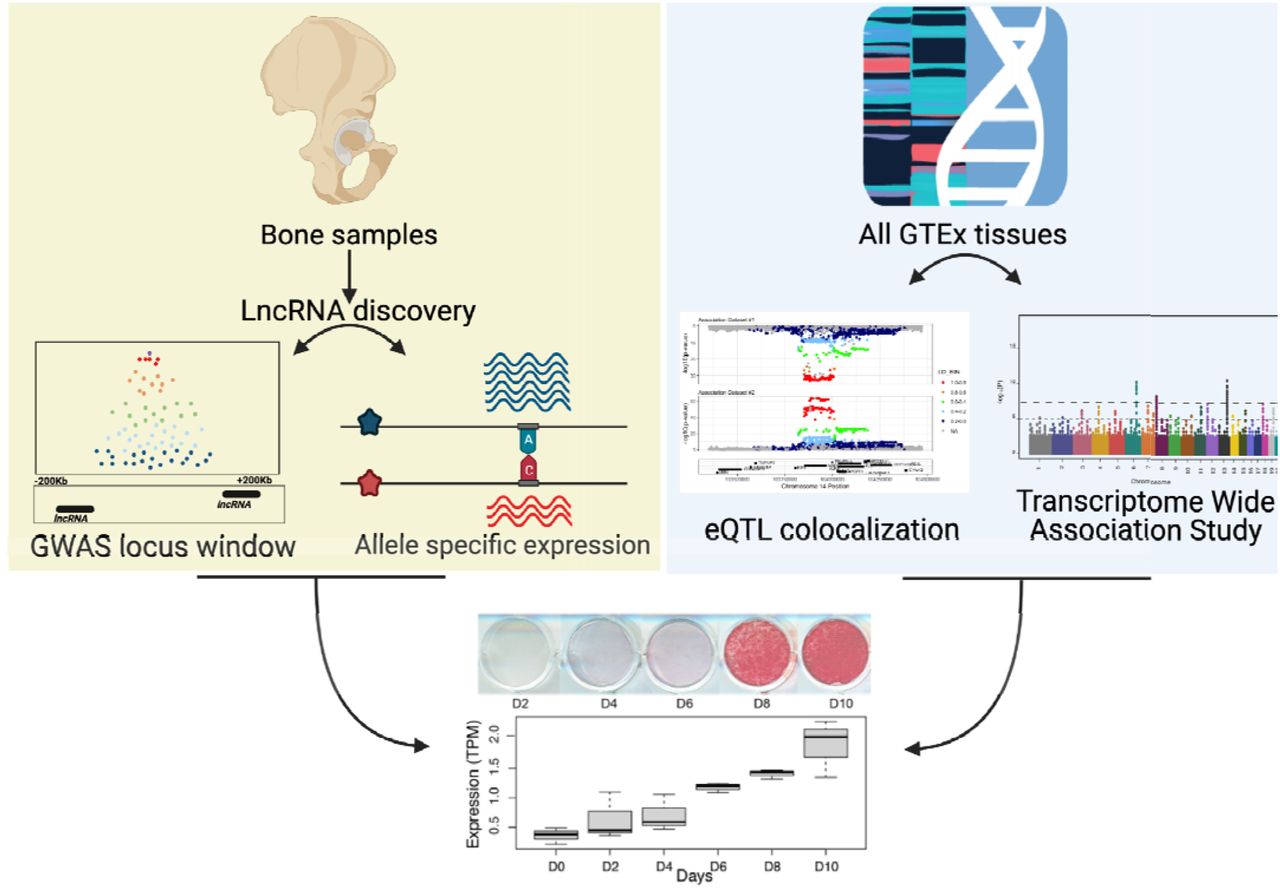 Bone samples
LncRNA discovery
-200Kb
+200Kb
lncRNA
lncRNA
GWAS locus window
A
C
Allele specific expression
All GTEx tissues
Association Dataset #1
Association Dataset #2
Chromosome 14 Position
eQTL colocalization
Chromosome
Transcriptome Wide
Association Study
D2 D4 D6 D8 D10
Expression (TPM)
2.0
1.5
1.0
0.5
D0 D2 D4 D6 D8 D10
Days